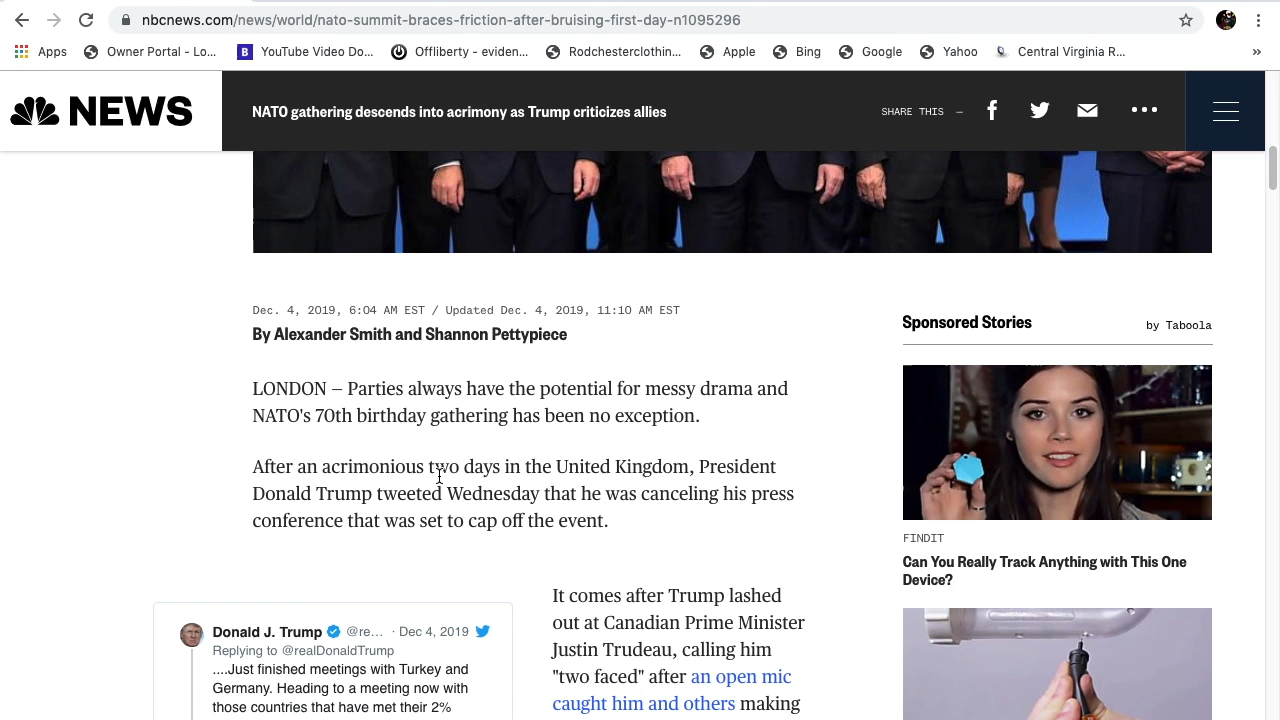 nbcnews.com/news/world/nato-summit-braces-friction-after-bruising-first-day-n1095296
Apps Owner Portal - Lo... YouTube Video Do... Offliberty - eviden... Rodchesterclothin... Apple Bing Google Yahoo Central Virginia R... »
NEWS NATO gathering descends into acrimony as Trump criticizes allies SHARE THIS –
Dec. 4, 2019, 6:04 AM EST / Updated Dec. 4, 2019, 11:10 AM EST
By Alexander Smith and Shannon Pettypiece
LONDON — Parties always have the potential for messy drama and
NATO's 70th birthday gathering has been no exception.
After an acrimonious two days in the United Kingdom, President
Donald Trump tweeted Wednesday that he was canceling his press
conference that was set to cap off the event.
Donald J. Trump @re... · Dec 4, 2019
Replying to @realDonaldTrump
....Just finished meetings with Turkey and
Germany. Heading to a meeting now with
those countries that have met their 2%
It comes after Trump lashed
out at Canadian Prime Minister
Justin Trudeau, calling him
"two faced" after an open mic
caught him and others making
Sponsored Stories by Taboola
FINDIT
Can You Really Track Anything with This One
Device?